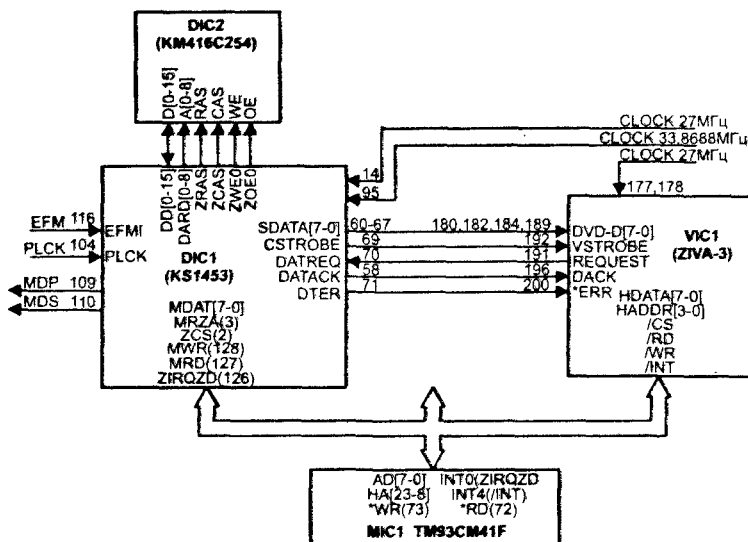 DIC2
(KM416C254)
D[0-15]
A[0-8]
RAS
CAS
WE
OE
CLOCK 27МГц
CLOCK 33.8688МГц
CLOCK 27МГц
DD[0-15]
DARD[0-8]
ZRAS
ZCAS
ZWE0
ZOE0
14
95
177,178
EFM 116
EFMI
PLCK 104
PLCK
MDP 109
MDS 110
DIC1
(KS1453)
SDATA[7-0]
60-67
180,182,184,189
DVD-D[7-0]
CSTROBE
69
192
VSTROBE
DATREQ
70
191
REQUEST
DATACK
58
196
DACK
DTER
71
200
*ERR
VIC1
(ZIVA-3)
MDAT[7-0]
MRZA(3)
ZCS(2)
MWR(128)
MRD(127)
ZIRQZD(126)
HDATA[7-0]
HADDR[3-0]
/CS
/RD
/WR
/INT
AD[7-0] INT0(ZIRQZD
HA[23-8] INT4(/INT)
*WR(73) *RD(72)
MIC1 TM93CM41F